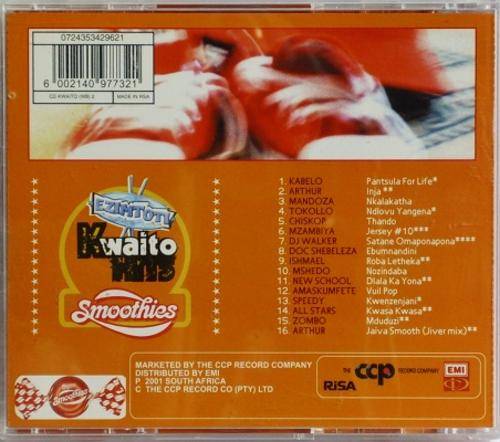 0724353429621
6 002140 977321
CD KWAITO (WB) 2 MADE IN RSA
EZIMTOTI
Kwaito
Hits
Smoothies
1. KABELO Pantsula For Life*
2. ARTHUR Inja **
3. MANDOZA Nkalakatha
4. TOKOLLO Ndlovu Yangena*
5. CHISKOP Thando
6. MZAMBIYA Jersey #10***
7. DJ WALKER Satane Omaponapona****
8. DOC SHEBELEZA Ebumnandini
9. ISHMAEL Roba Letheka**
10. MSHEDO Nozindaba
11. NEW SCHOOL Dlala Ka Yona**
12. AMASKUMFETE Vuil Pop
13. SPEEDY Kwenzenjani*
14. ALL STARS Kwasa Kwasa**
15. ZOMBO Mduduzi**
16. ARTHUR Jaiva Smooth (Jiver mix)**
MARKETED BY THE CCP RECORD COMPANY
DISTRIBUTED BY EMI
P 2001 SOUTH AFRICA
C THE CCP RECORD CO (PTY) LTD
Smoothies
THE ccp RECORD COMPANY
RiSA
EMI